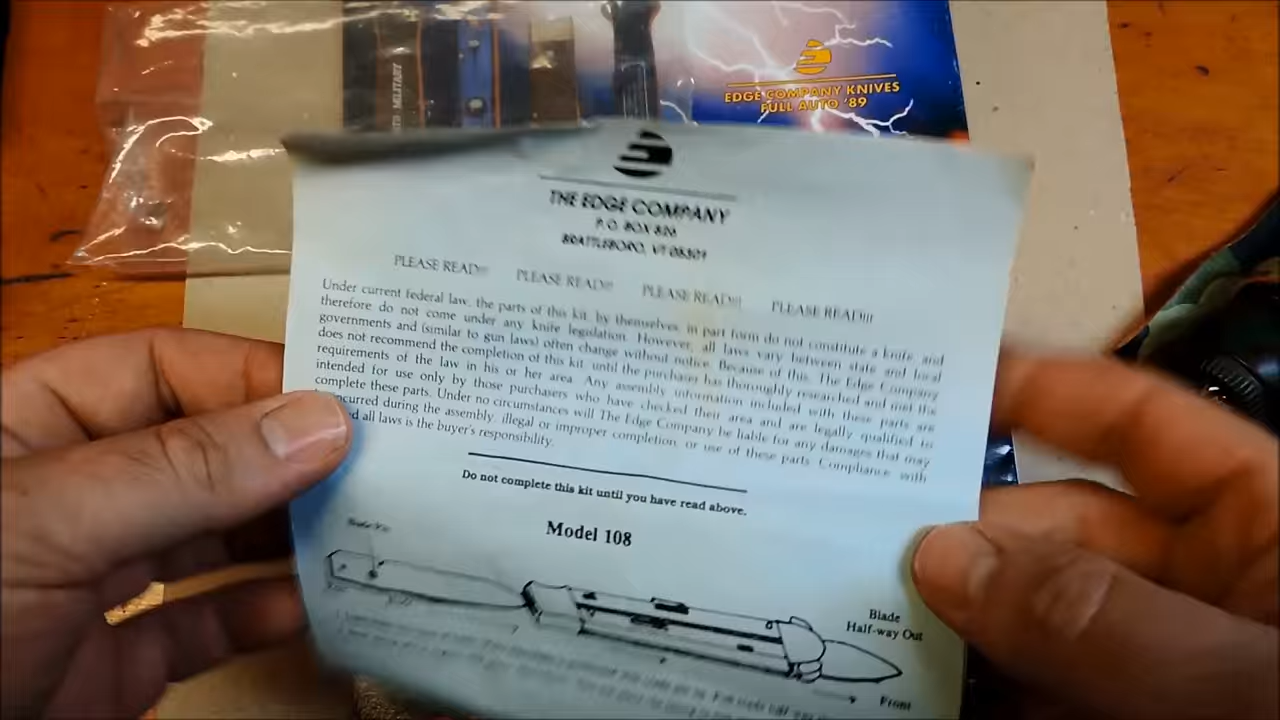 MILITARY
EDGE COMPANY KNIVES
FULL AUTO '89
THE EDGE COMPANY
P.O. BOX 826
BRATTLEBORO, VT 05301
PLEASE READ!!! PLEASE READ!!! PLEASE READ!!! PLEASE READ!!!
Under current federal law, the parts of this kit, by themselves, in part form do not constitute a knife and
therefore do not come under any knife legislation. However, all laws vary between state and local
governments and (similar to gun laws) often change without notice. Because of this, The Edge Company
does not recommend the completion of this kit until the purchaser has thoroughly researched and met the
requirements of the law in his or her area. Any assembly information included with these parts are
intended for use only by those purchasers who have checked their area and are legally qualified to
complete these parts. Under no circumstances will The Edge Company be liable for any damages that may
incurred during the assembly, illegal or improper completion, or use of these parts. Compliance with
all laws is the buyer's responsibility.
Do not complete this kit until you have read above.
Model 108
Blade
Half-way Out
Front